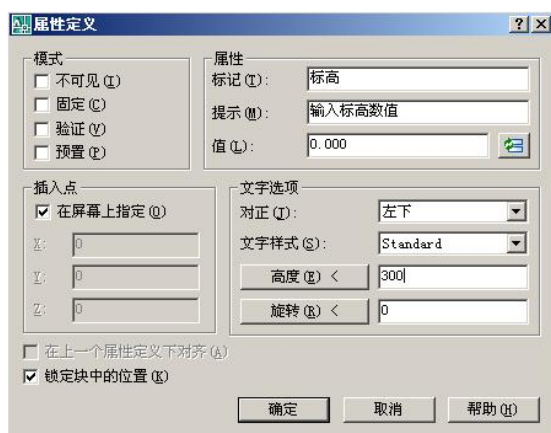 属性定义
模式
不可见(I)
固定(C)
验证(V)
预置(P)
属性
标记(T): 标高
提示(M): 输入标高数值
值(L): 0.000
插入点
在屏幕上指定(O)
X: 0
Y: 0
Z: 0
文字选项
对正(J): 左下
文字样式(S): Standard
高度(E) < 300
旋转(R) < 0
在上一个属性定义下对齐(A)
锁定块中的位置(K)
确定 取消 帮助(H)